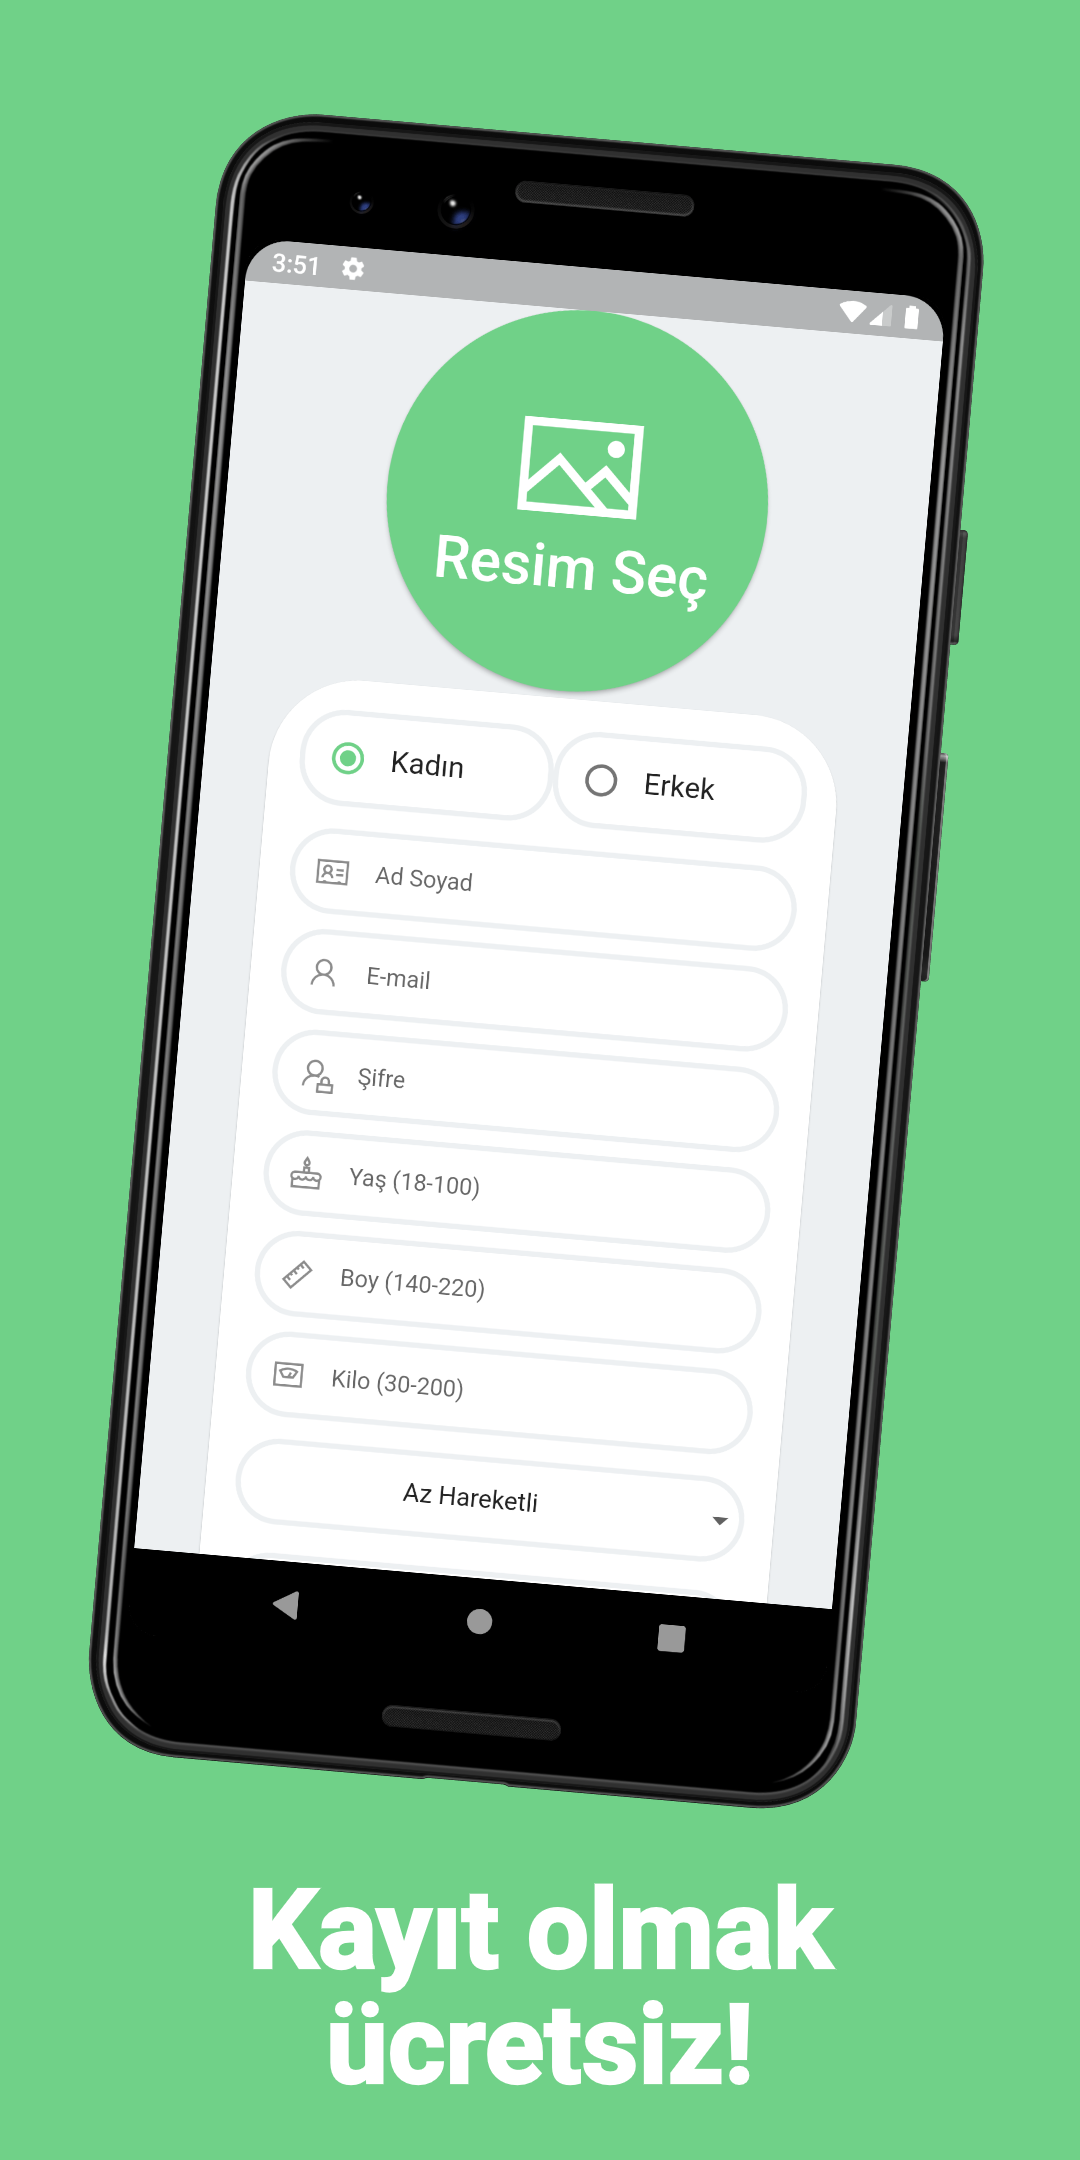 3:51
Resim Seç
Kadın
Erkek
Ad Soyad
E-mail
Şifre
Yaş (18-100)
Boy (140-220)
Kilo (30-200)
Az Hareketli
Kayıt olmak
ücretsiz!